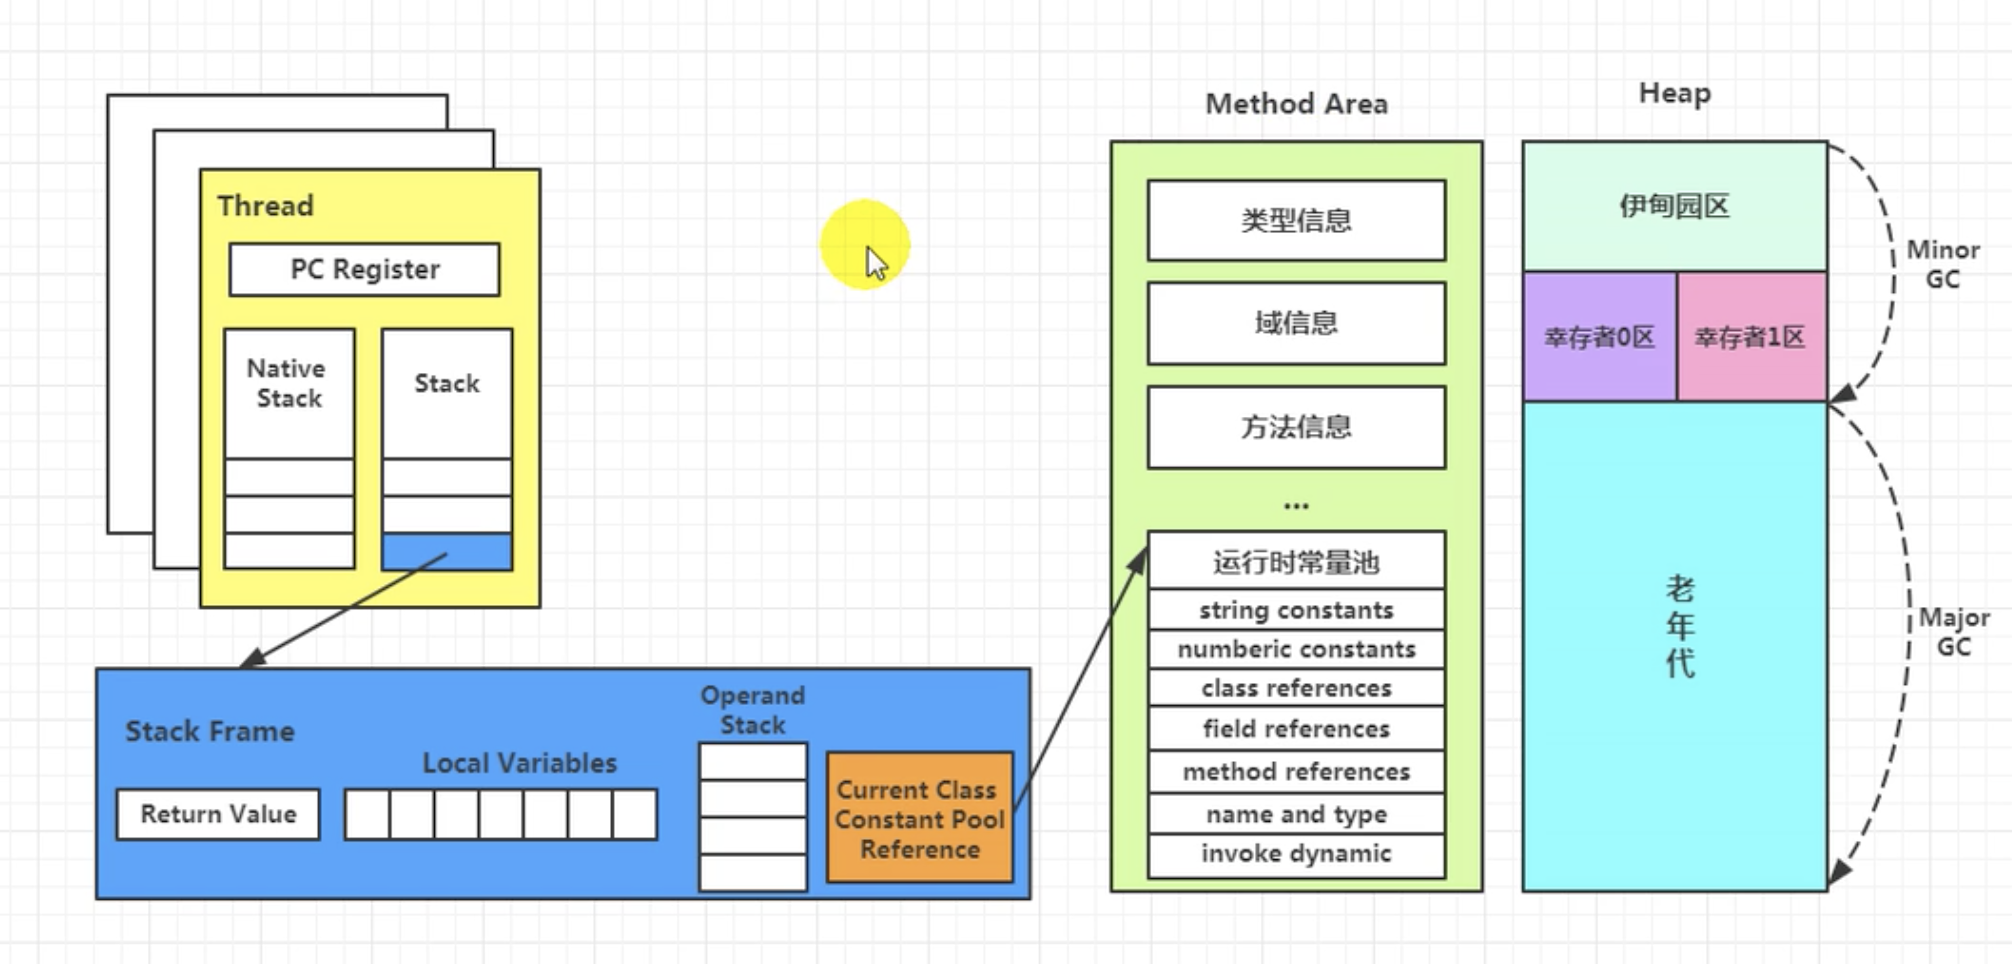 Thread
PC Register
Native
Stack
Stack
Stack Frame
Return Value
Local Variables
Operand
Stack
Current Class
Constant Pool
Reference
Method Area
类型信息
域信息
方法信息
...
运行时常量池
string constants
numberic constants
class references
field references
method references
name and type
invoke dynamic
Heap
伊甸园区
幸存者0区
幸存者1区
老
年
代
Minor
GC
Major
GC